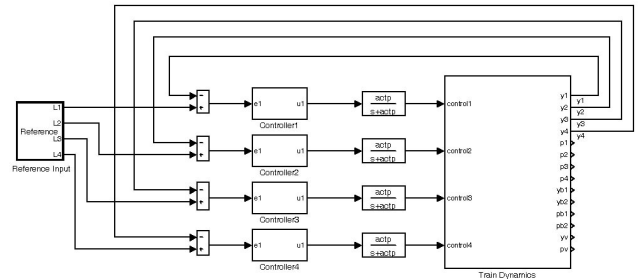 Reference
L1
L2
L3
L4
Reference Input
-
+
e1 u1
Controller1
actp
s+actp
-
+
e1 u1
Controller2
actp
s+actp
-
+
e1 u1
Controller3
actp
s+actp
-
+
e1 u1
Controller4
actp
s+actp
control1
control2
control3
control4
y1
y2
y3
y4
p1
p2
p3
p4
yb1
yb2
pb1
pb2
yv
pv
Train Dynamics
y1
y2
y3
y4